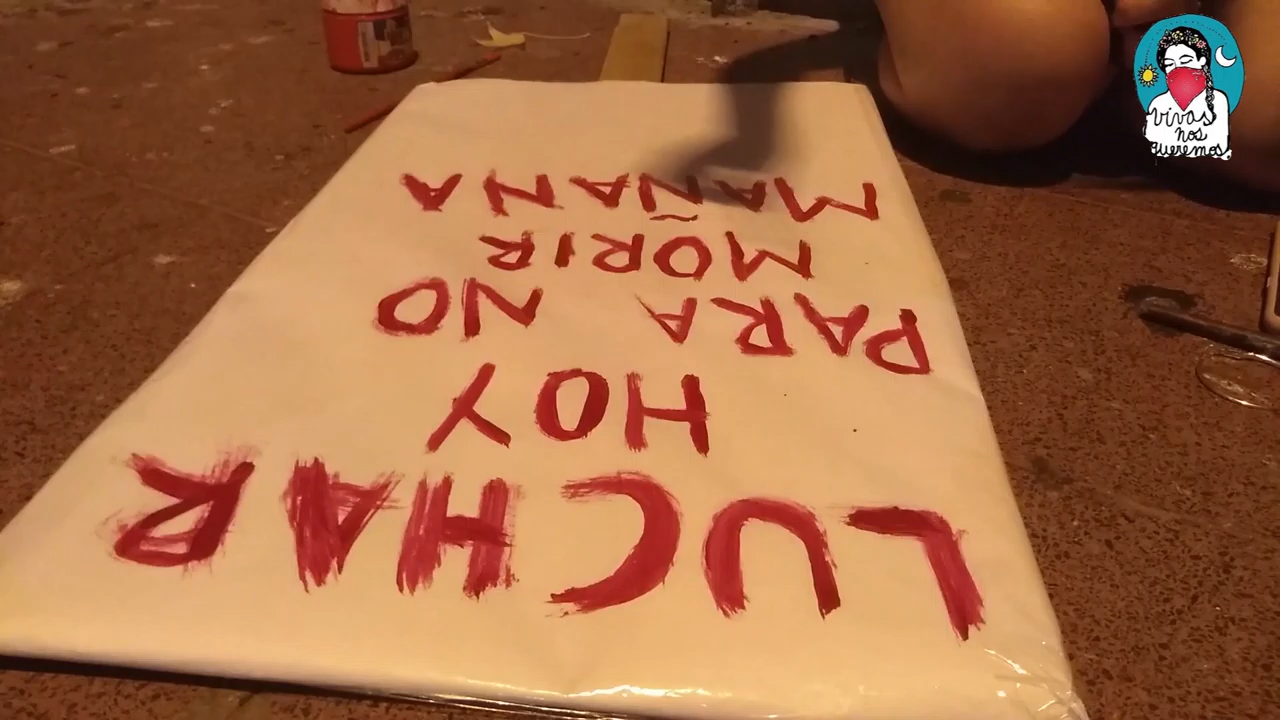 LUCHAR
HOY
PARA NO
MORIR
MAÑANA
vivas
nos
queremos